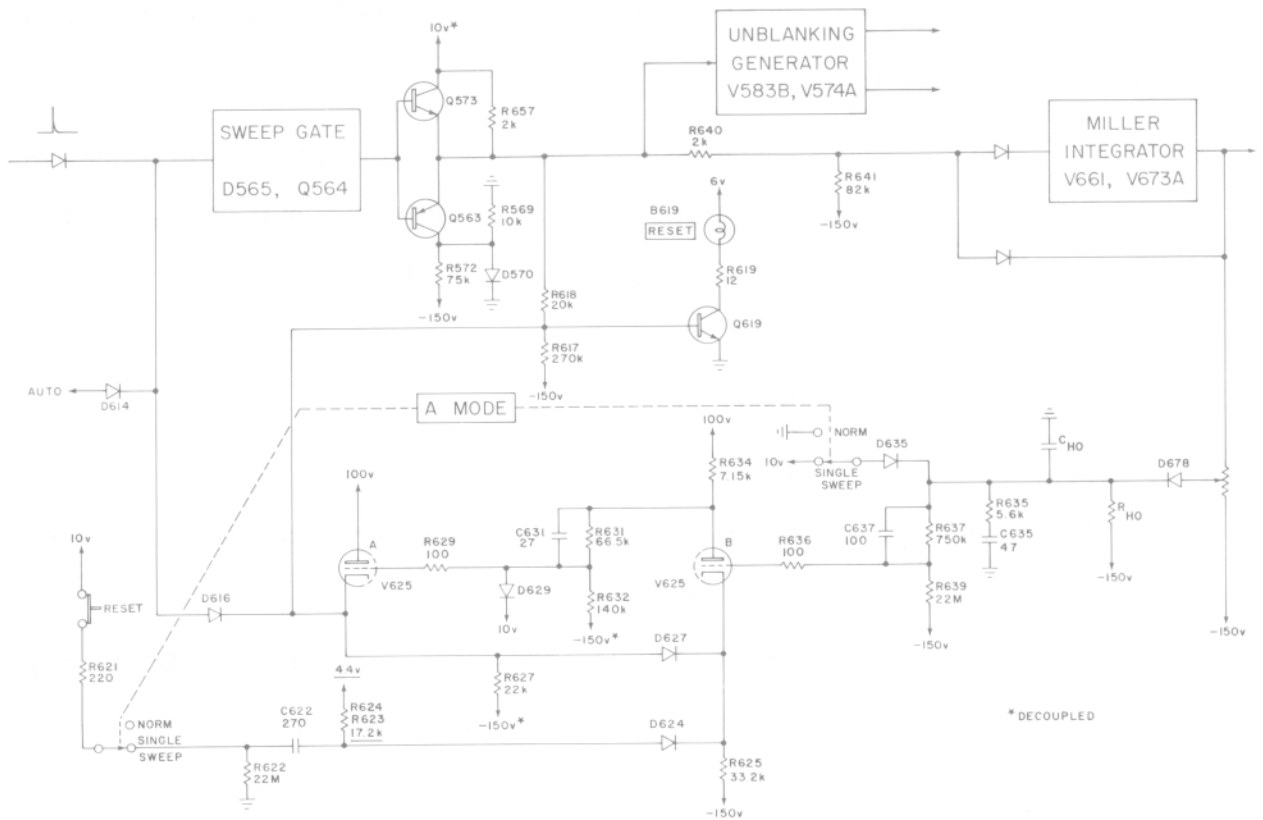 10v*
UNBLANKING
GENERATOR
V583B, V574A
Q573
R657
2k
SWEEP GATE
D565, Q564
R640
2k
MILLER
INTEGRATOR
V661, V673A
R641
82k
-150v
6v
B619
RESET
Q563
R569
10k
R572
75k
D570
-150v
R619
12
R618
20k
Q619
R617
270k
-150v
AUTO
D614
A MODE
NORM
100v
10v
SINGLE
SWEEP
D635
C HO
D678
100v
R634
7.15k
R635
5.6k
R HO
10v
A
R629
100
C631
27
R631
66.5k
B
R636
100
C637
100
R637
750k
C635
47
V625
V625
RESET
D616
D629
10v
R632
140k
-150v*
R639
22M
-150v
-150v
-150v
D627
R621
220
4.4v
R627
22k
-150v*
R624
R623
17.2k
NORM
SINGLE
SWEEP
C622
270
D624
*DECOUPLED
R622
22M
R625
33.2k
-150v